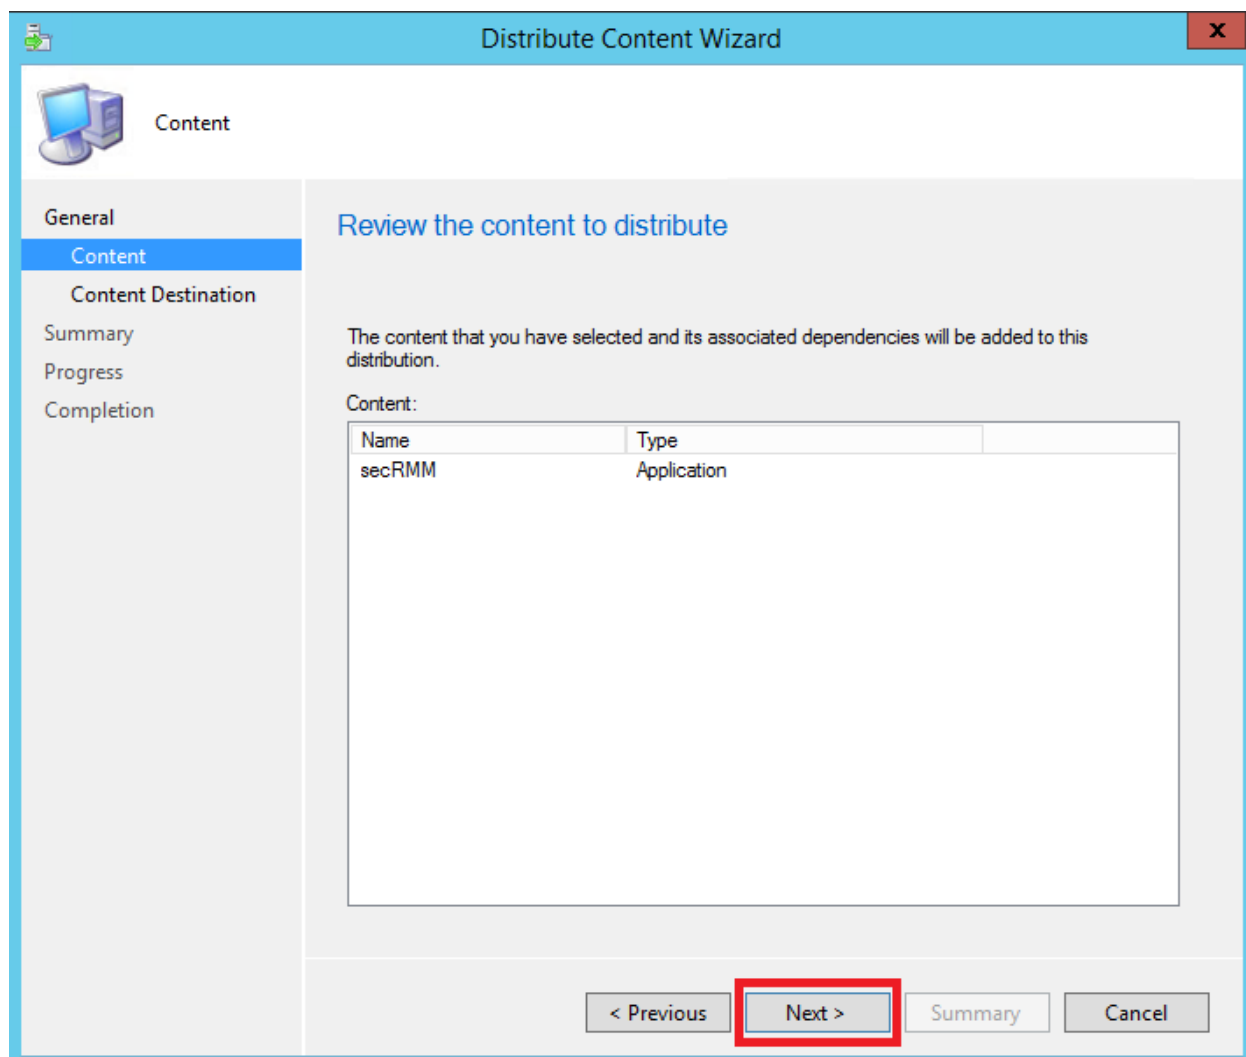 Distribute Content Wizard
x
Content
General
Content
Content Destination
Summary
Progress
Completion
Review the content to distribute
The content that you have selected and its associated dependencies will be added to this
distribution.
Content:
Name Type
secRMM Application
< Previous Next > Summary Cancel